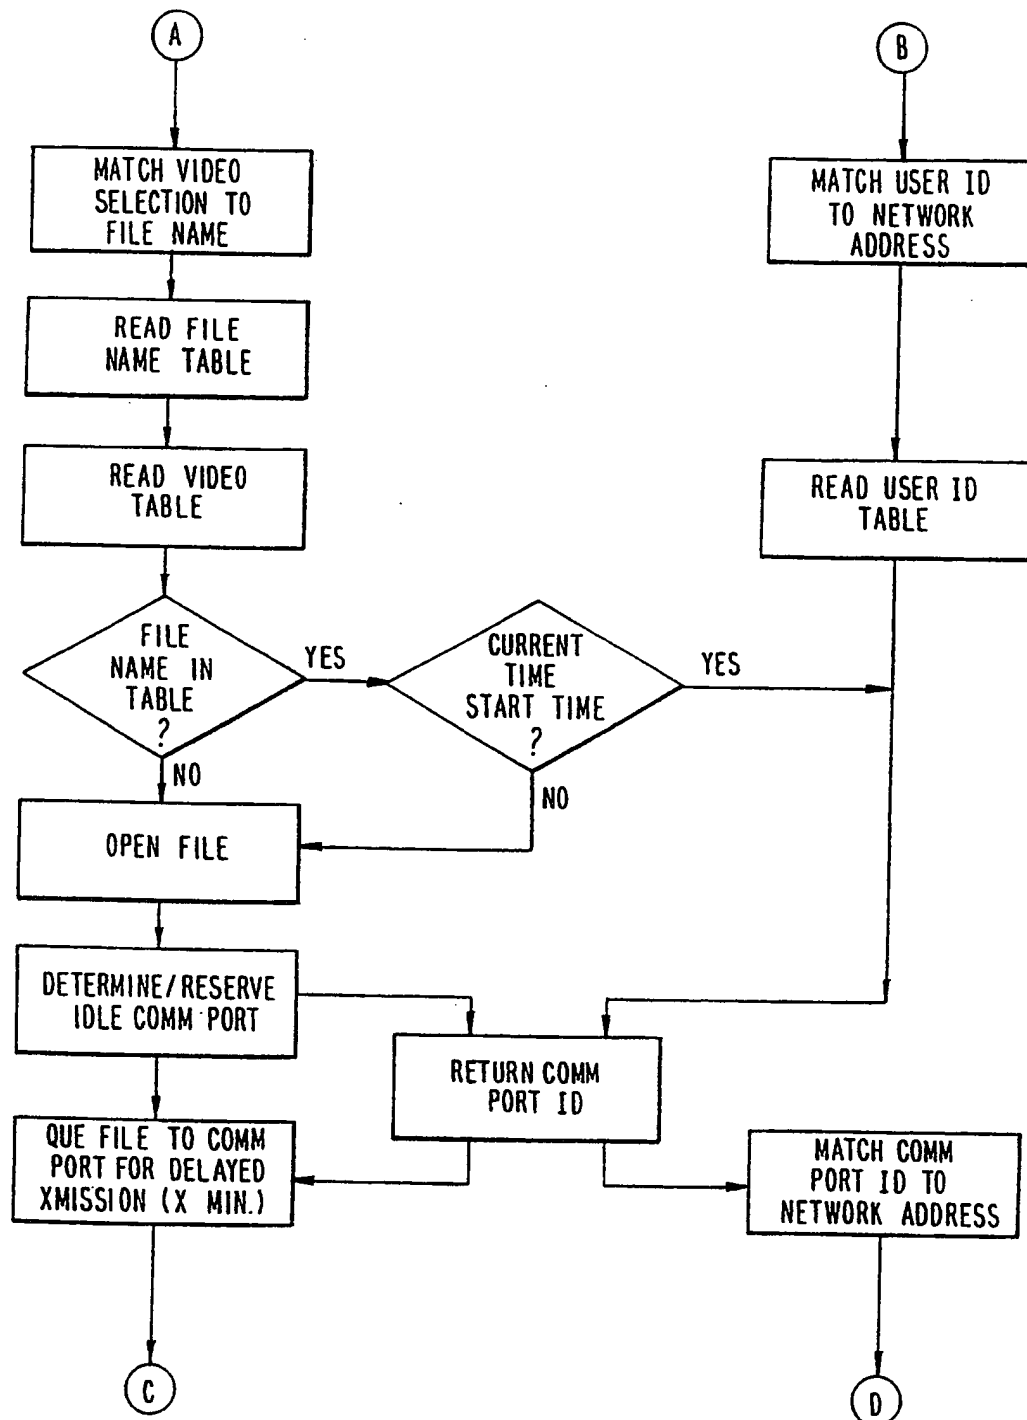 A
B
MATCH VIDEO
SELECTION TO
FILE NAME
MATCH USER ID
TO NETWORK
ADDRESS
READ FILE
NAME TABLE
READ VIDEO
TABLE
READ USER ID
TABLE
FILE
NAME IN
TABLE
?
YES
CURRENT
TIME
START TIME
?
YES
NO
NO
OPEN FILE
DETERMINE/RESERVE
IDLE COMM PORT
RETURN COMM
PORT ID
QUE FILE TO COMM
PORT FOR DELAYED
XMISSION (X MIN.)
MATCH COMM
PORT ID TO
NETWORK ADDRESS
C
D